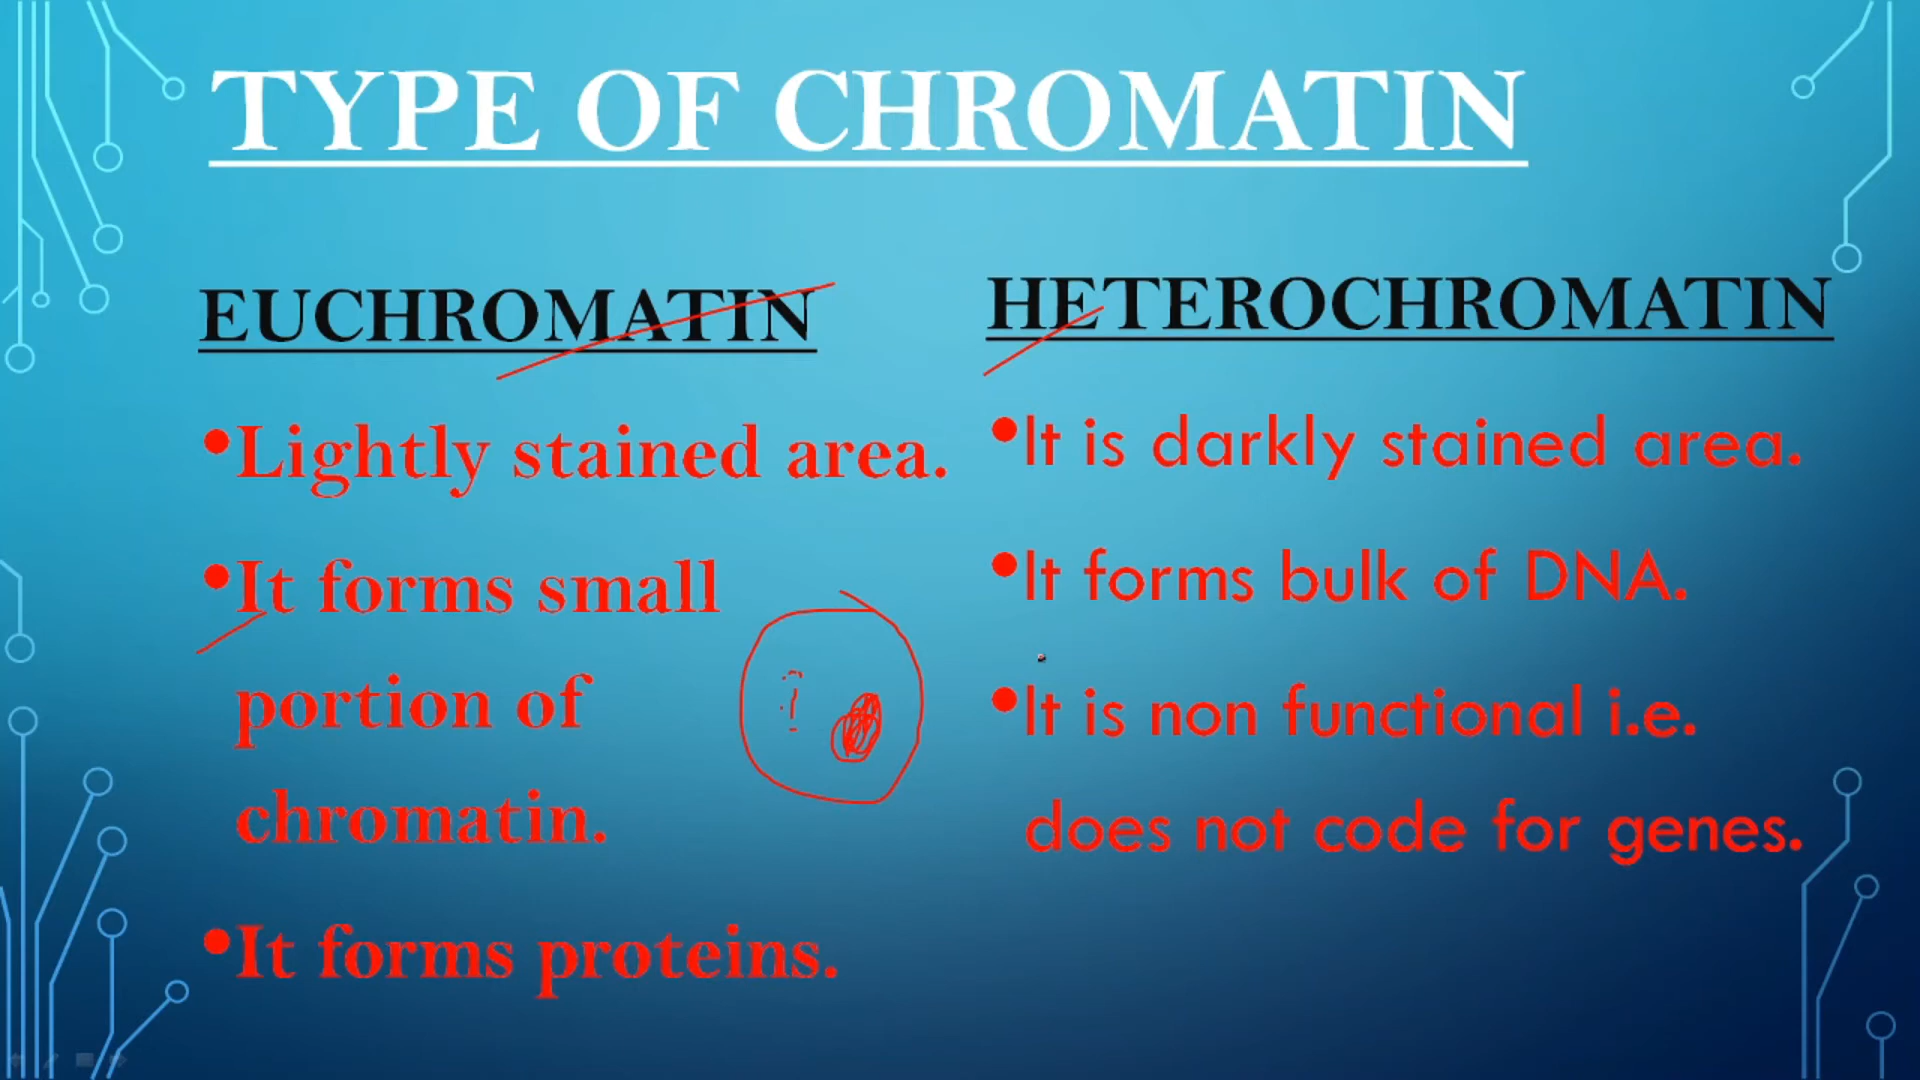 TYPE OF CHROMATIN
EUCHROMATIN
•Lightly stained area.
•It forms small
portion of
chromatin.
•It forms proteins.
HETEROCHROMATIN
•It is darkly stained area.
•It forms bulk of DNA.
•It is non functional i.e.
does not code for genes.